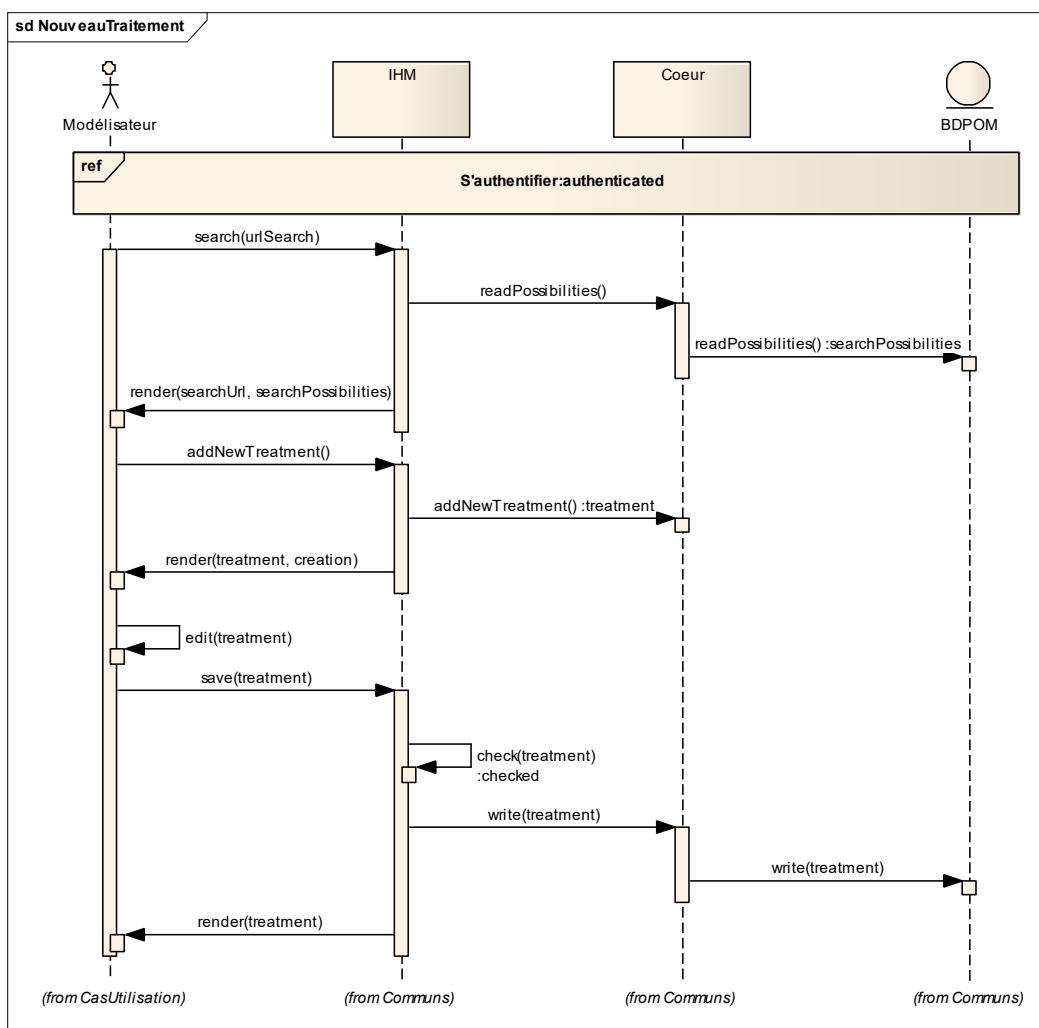 sd NouveauTraitement
IHM
Coeur
Modélisateur
BDPOM
ref
S'authentifier:authenticated
search(urlSearch)
readPossibilities()
readPossibilities() :searchPossibilities
render(searchUrl, searchPossibilities)
addNewTreatment()
addNewTreatment() :treatment
render(treatment, creation)
edit(treatment)
save(treatment)
check(treatment)
:checked
write(treatment)
write(treatment)
render(treatment)
(from CasUtilisation)
(from Communs)
(from Communs)
(from Communs)